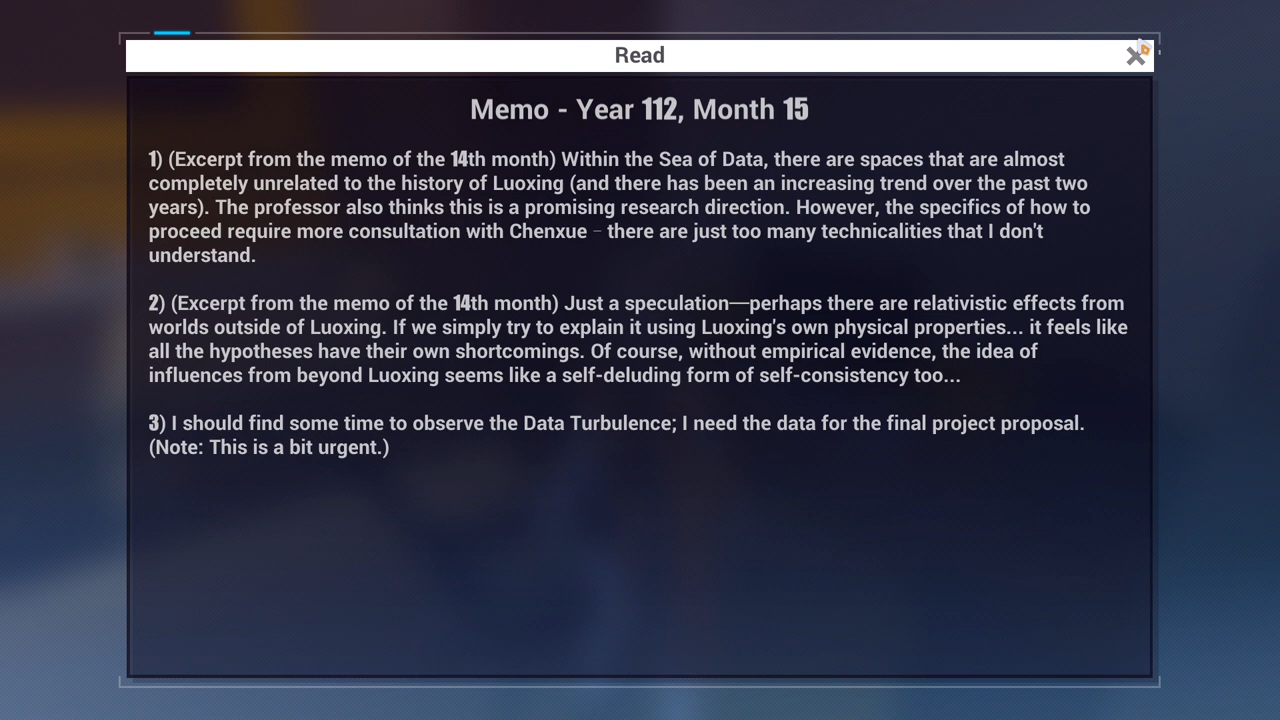 Read
Memo - Year 112, Month 15
1) (Excerpt from the memo of the 14th month) Within the Sea of Data, there are spaces that are almost
completely unrelated to the history of Luoxing (and there has been an increasing trend over the past two
years). The professor also thinks this is a promising research direction. However, the specifics of how to
proceed require more consultation with Chenxue – there are just too many technicalities that I don't
understand.
2) (Excerpt from the memo of the 14th month) Just a speculation—perhaps there are relativistic effects from
worlds outside of Luoxing. If we simply try to explain it using Luoxing's own physical properties... it feels like
all the hypotheses have their own shortcomings. Of course, without empirical evidence, the idea of
influences from beyond Luoxing seems like a self-deluding form of self-consistency too...
3) I should find some time to observe the Data Turbulence; I need the data for the final project proposal.
(Note: This is a bit urgent.)